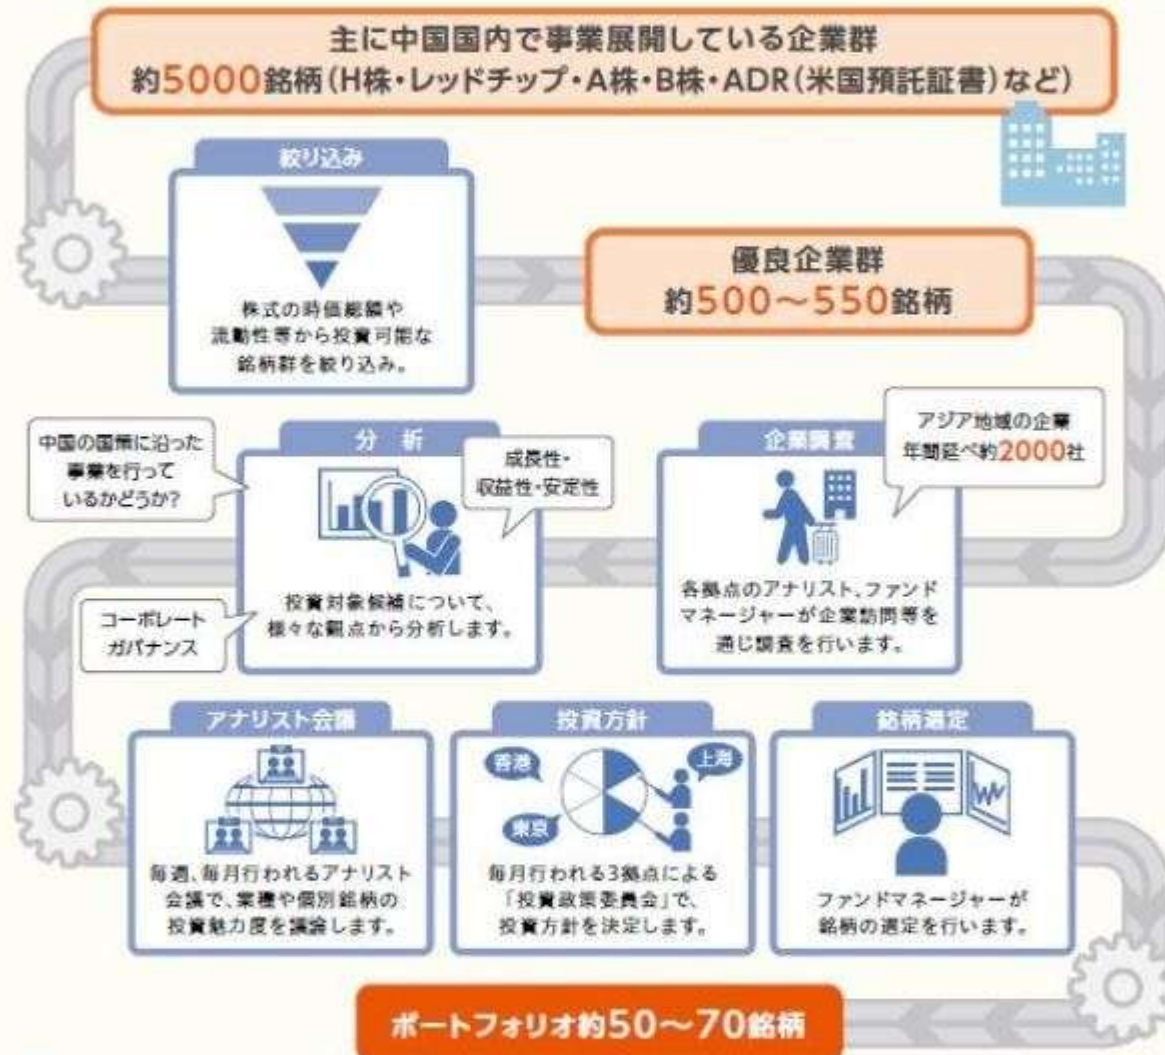 主に中国国内で事業展開している企業群
約5000銘柄(H株・レッドチップ・A株・B株・ADR(米国預託証書)など)
絞り込み
株式の時価総額や
流動性等から投資可能な
銘柄群を絞り込み。
優良企業群
約500～550銘柄
アジア地域の企業
年間延べ約2000社
企業調査
各拠点のアナリスト、ファンド
マネージャーが企業訪問等を
通じ調査を行います。
中国の国策に沿った
事業を行って
いるかどうか?
分析
成長性・
収益性・安定性
投資対象候補について、
様々な観点から分析します。
コーポレート
ガバナンス
アナリスト会議
毎週、毎月行われるアナリスト
会議で、業種や個別銘柄の
投資魅力度を議論します。
投資方針
香港
上海
東京
毎月行われる3拠点による
「投資政策委員会」で、
投資方針を決定します。
銘柄選定
ファンドマネージャーが
銘柄の選定を行います。
ポートフォリオ約50～70銘柄